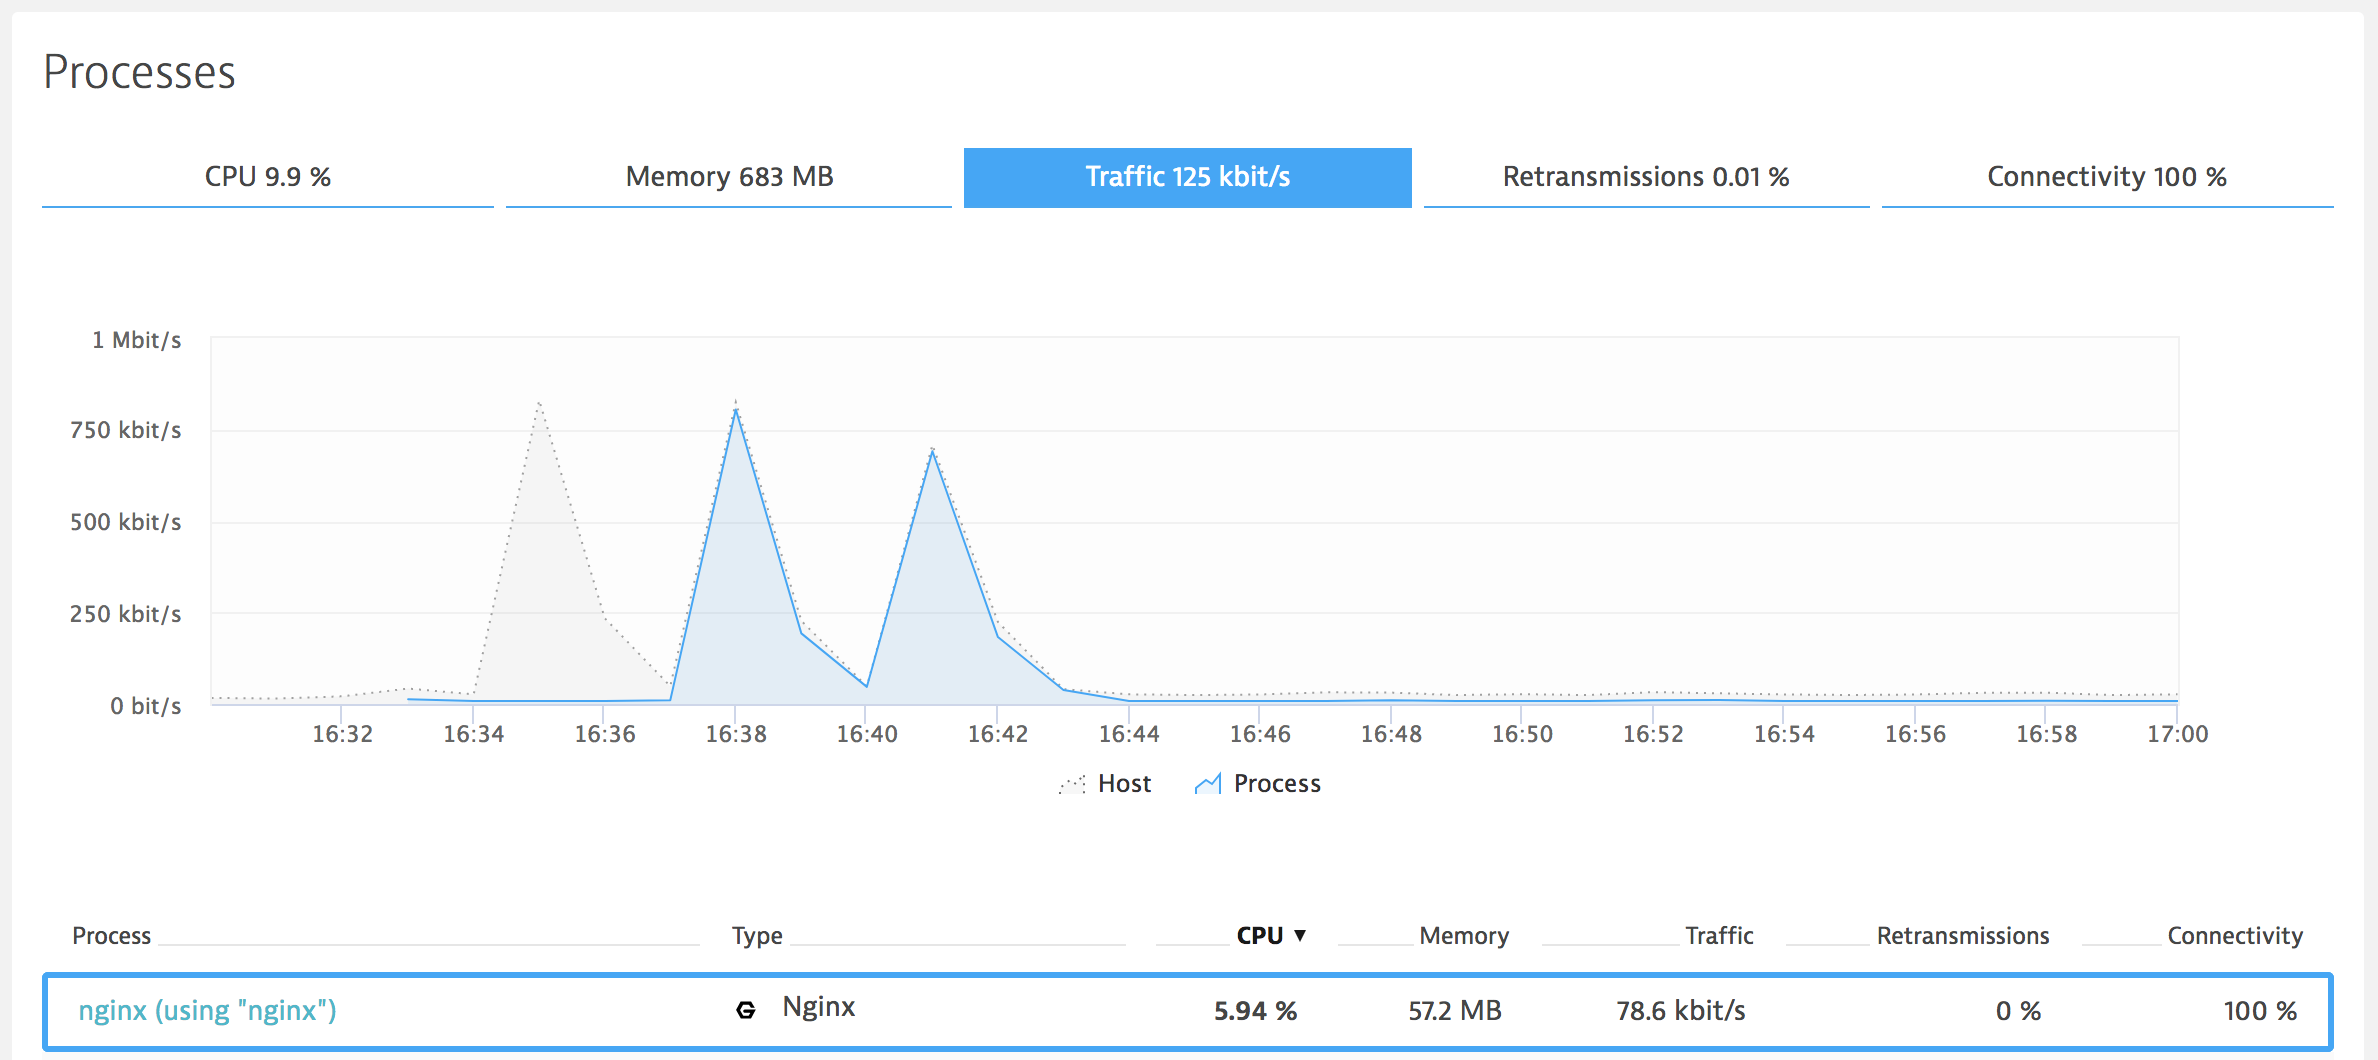 Processes
CPU 9.9 %
Memory 683 MB
Traffic 125 kbit/s
Retransmissions 0.01 %
Connectivity 100 %
1 Mbit/s
750 kbit/s
500 kbit/s
250 kbit/s
0 bit/s
16:32 16:34 16:36 16:38 16:40 16:42 16:44 16:46 16:48 16:50 16:52 16:54 16:56 16:58 17:00
Host Process
Process Type CPU ▼ Memory Traffic Retransmissions Connectivity
nginx (using "nginx") Nginx 5.94 % 57.2 MB 78.6 kbit/s 0 % 100 %